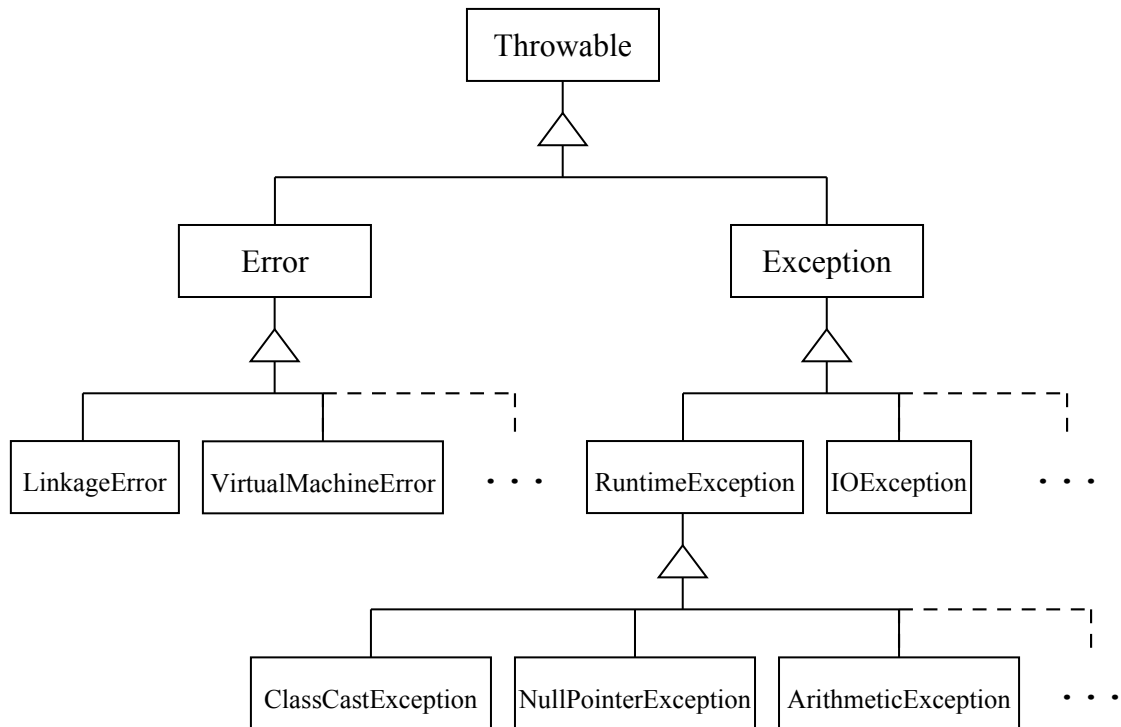 Throwable
Error
Exception
LinkageError
VirtualMachineError
. . .
RuntimeException
IOException
. . .
ClassCastException
NullPointerException
ArithmeticException
. . .